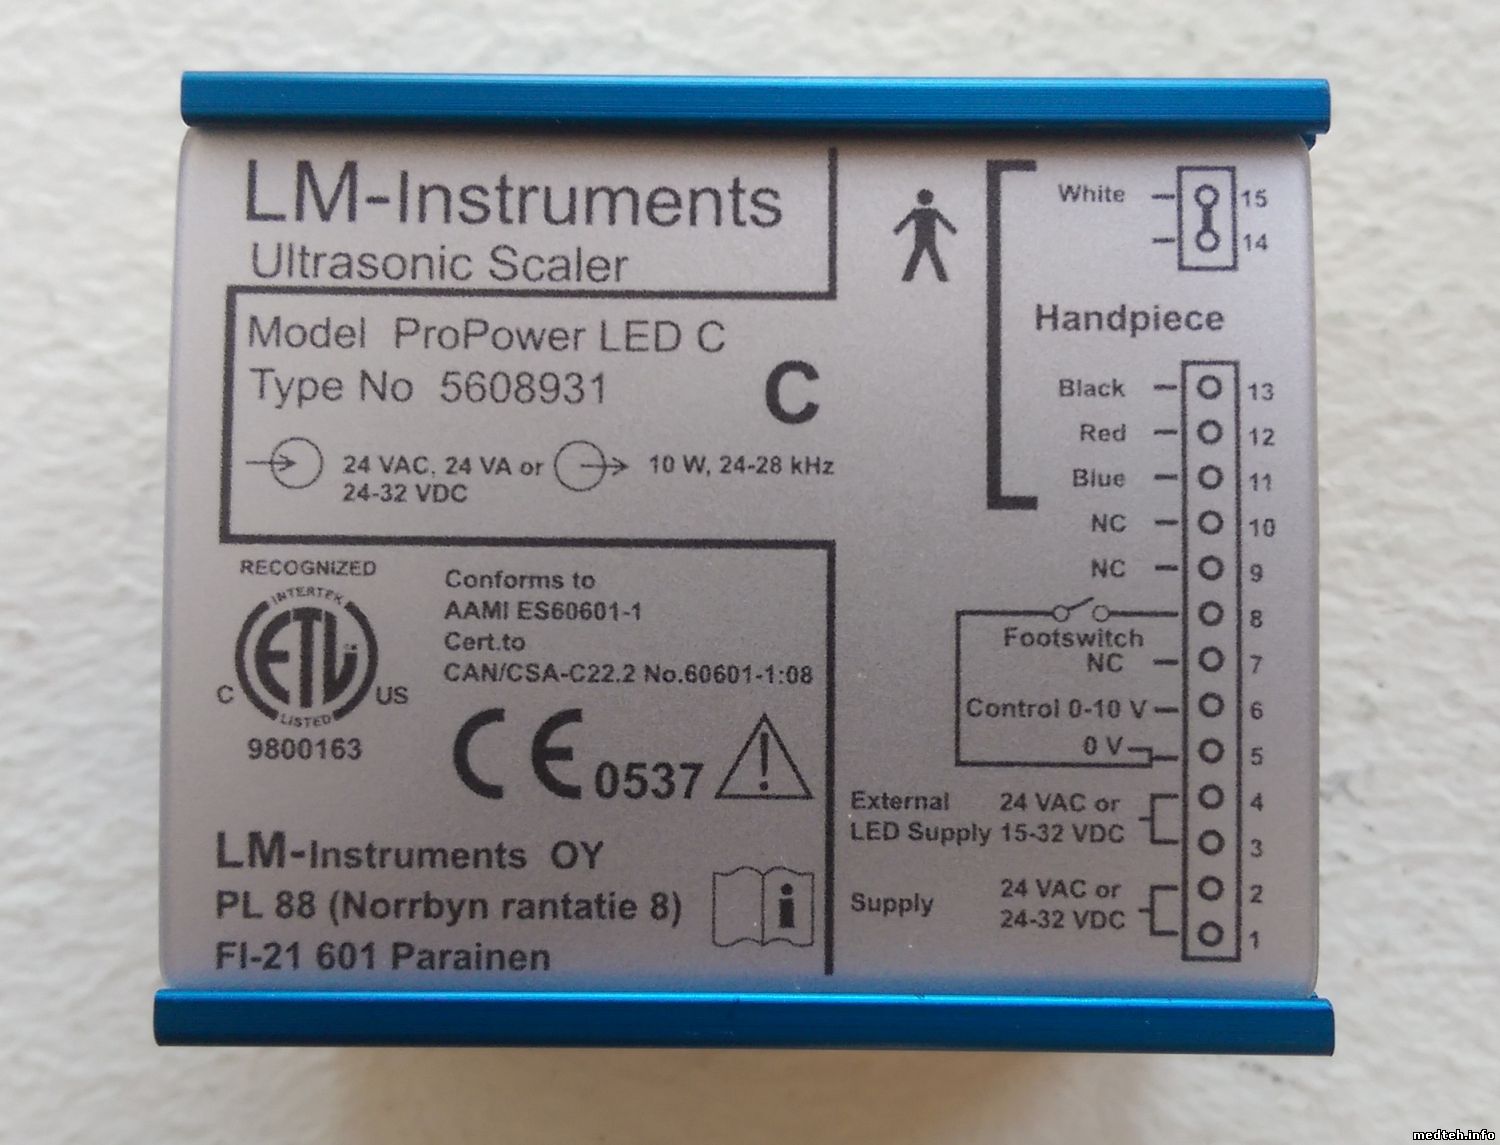 LM-Instruments
Ultrasonic Scaler
Model ProPower LED C
Type No 5608931
C
24 VAC, 24 VA or
24-32 VDC
10 W, 24-28 kHz
RECOGNIZED
INTERTEK
ETL
C
US
LISTED
9800163
Conforms to
AAMI ES60601-1
Cert.to
CAN/CSA-C22.2 No.60601-1:08
CE 0537
LM-Instruments OY
PL 88 (Norrbyn rantatie 8)
FI-21 601 Parainen
i
White 15
14
Handpiece
Black 13
Red 12
Blue 11
NC 10
NC 9
8
Footswitch
NC 7
Control 0-10 V 6
0 V 5
External 24 VAC or 4
LED Supply 15-32 VDC 3
Supply 24 VAC or 2
24-32 VDC 1
medteh.info